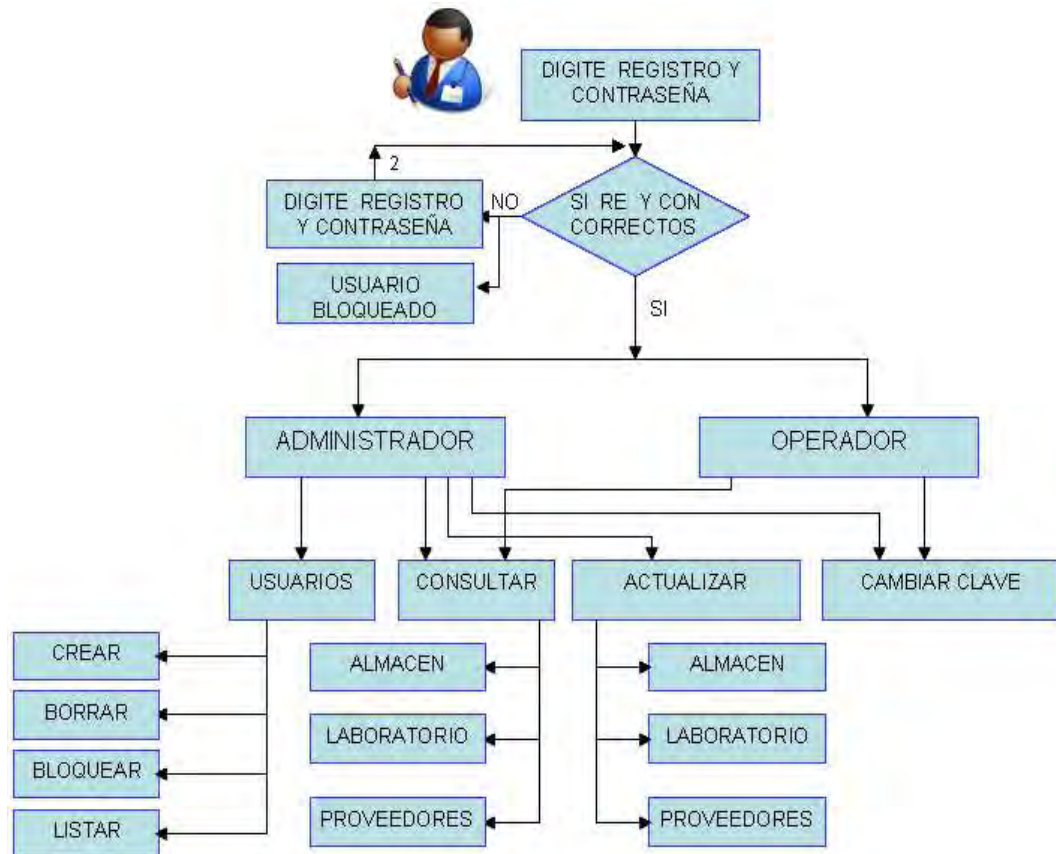 DIGITE REGISTRO Y
CONTRASEÑA
2
DIGITE REGISTRO
Y CONTRASEÑA
NO
SI RE Y CON
CORRECTOS
USUARIO
BLOQUEADO
SI
ADMINISTRADOR
OPERADOR
USUARIOS
CONSULTAR
ACTUALIZAR
CAMBIAR CLAVE
CREAR
BORRAR
BLOQUEAR
LISTAR
ALMACEN
LABORATORIO
PROVEEDORES
ALMACEN
LABORATORIO
PROVEEDORES